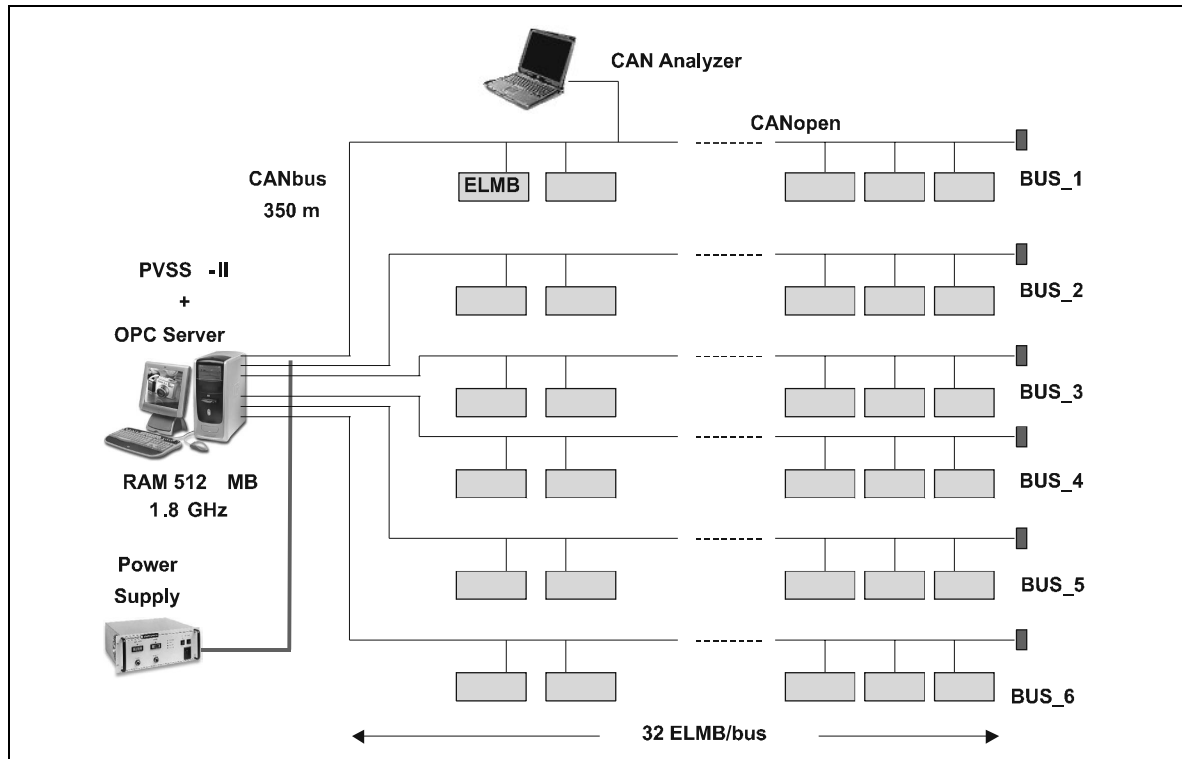 CAN Analyzer
CANopen
CANbus
350 m
ELMB
BUS_1
PVSS -II
+
OPC Server
BUS_2
BUS_3
RAM 512 MB
1.8 GHz
BUS_4
Power
Supply
BUS_5
BUS_6
32 ELMB/bus